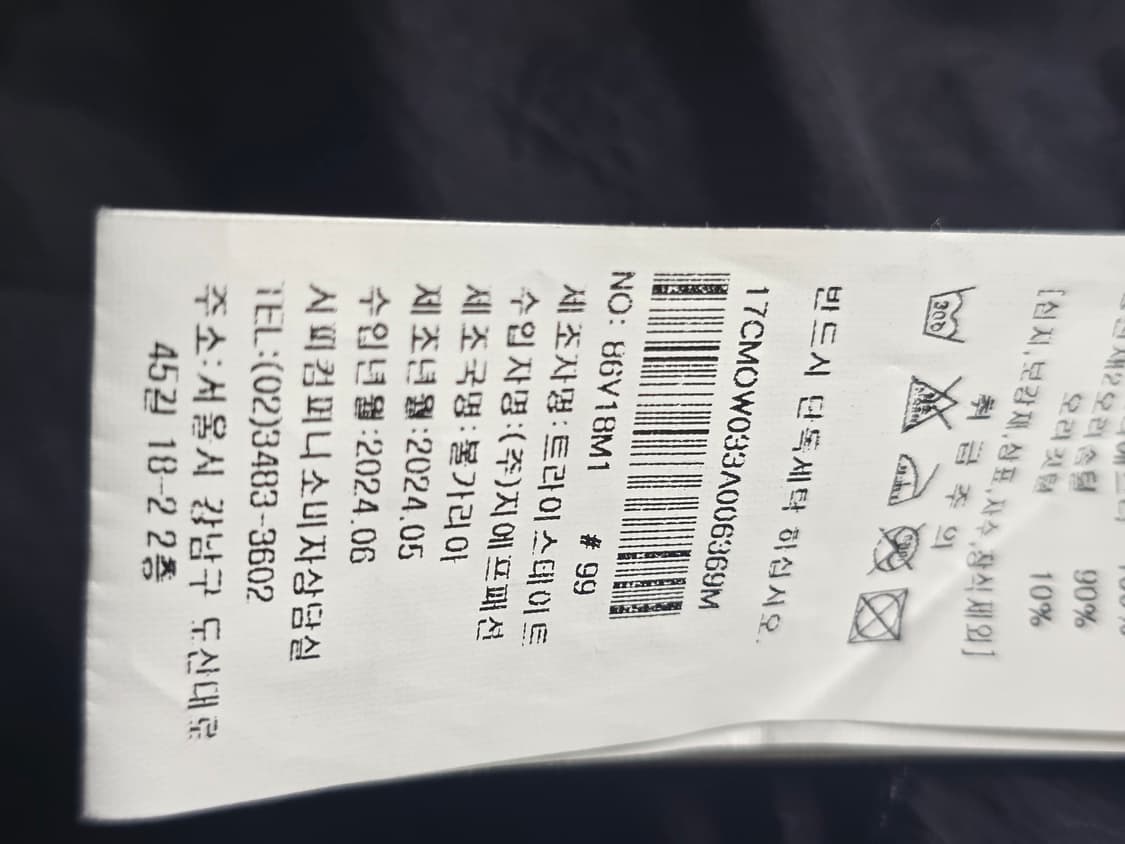 오리솜털 90%
오리깃털 10%
[심지,보강재,상표,자수,장식제외]
취 급 주 의
반드시 단독세탁 하십시오.
17CMOW033A006369M
NO: 86V18M1 # 99
제조자명:트라이스데이트
수입자명:(주)지에프패션
제조국명:불가리아
제조년월:2024.05
수입년월:2024.06
씨피컴퍼니소비자상담실
TEL:(02)3483-3602
주소:서울시 강남구 도산대로
45길 18-2 2층